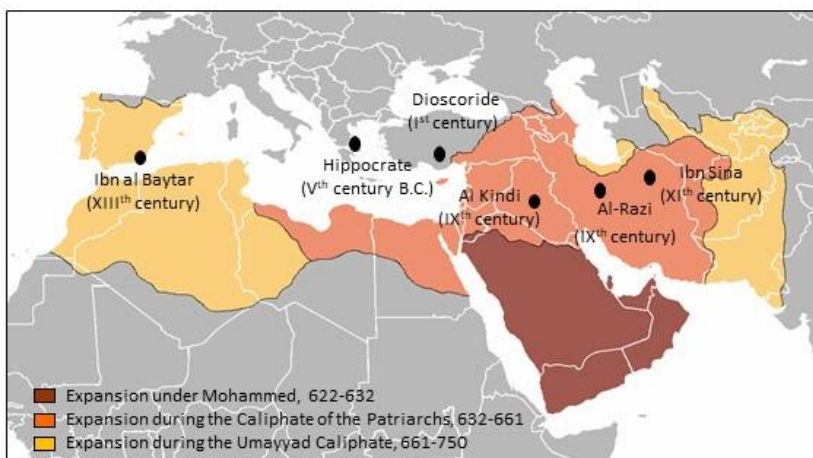 Dioscoride
(Ist century)
Hippocrate
(Vth century B.C.)
Ibn al Baytar
(XIIIth century)
Al Kindi
(IXth century)
Al-Razi
(IXth century)
Ibn Sina
(XIth century)
Expansion under Mohammed, 622-632
Expansion during the Caliphate of the Patriarchs, 632-661
Expansion during the Umayyad Caliphate, 661-750